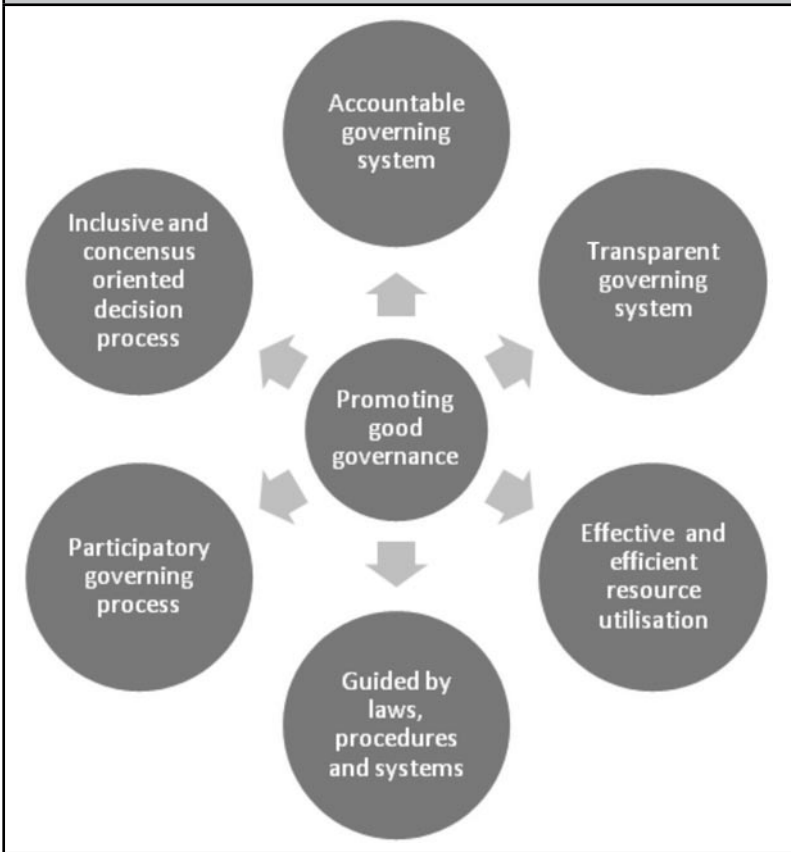 Accountable
governing
system
Transparent
governing
system
Effective and
efficient
resource
utilisation
Guided by
laws,
procedures
and systems
Participatory
governing
process
Inclusive and
concensus
oriented
decision
process
Promoting
good
governance